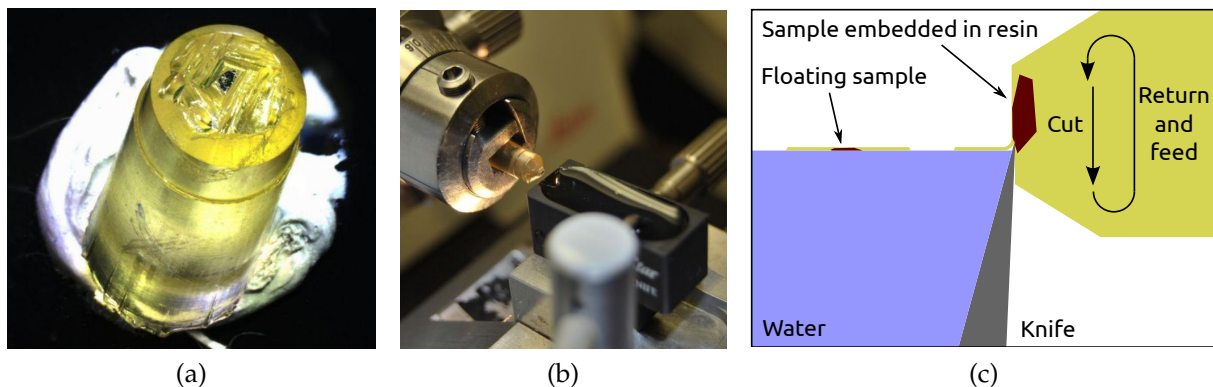 Sample embedded in resin
Floating sample
Cut
Return
and
feed
Water
Knife
(a)
(b)
(c)